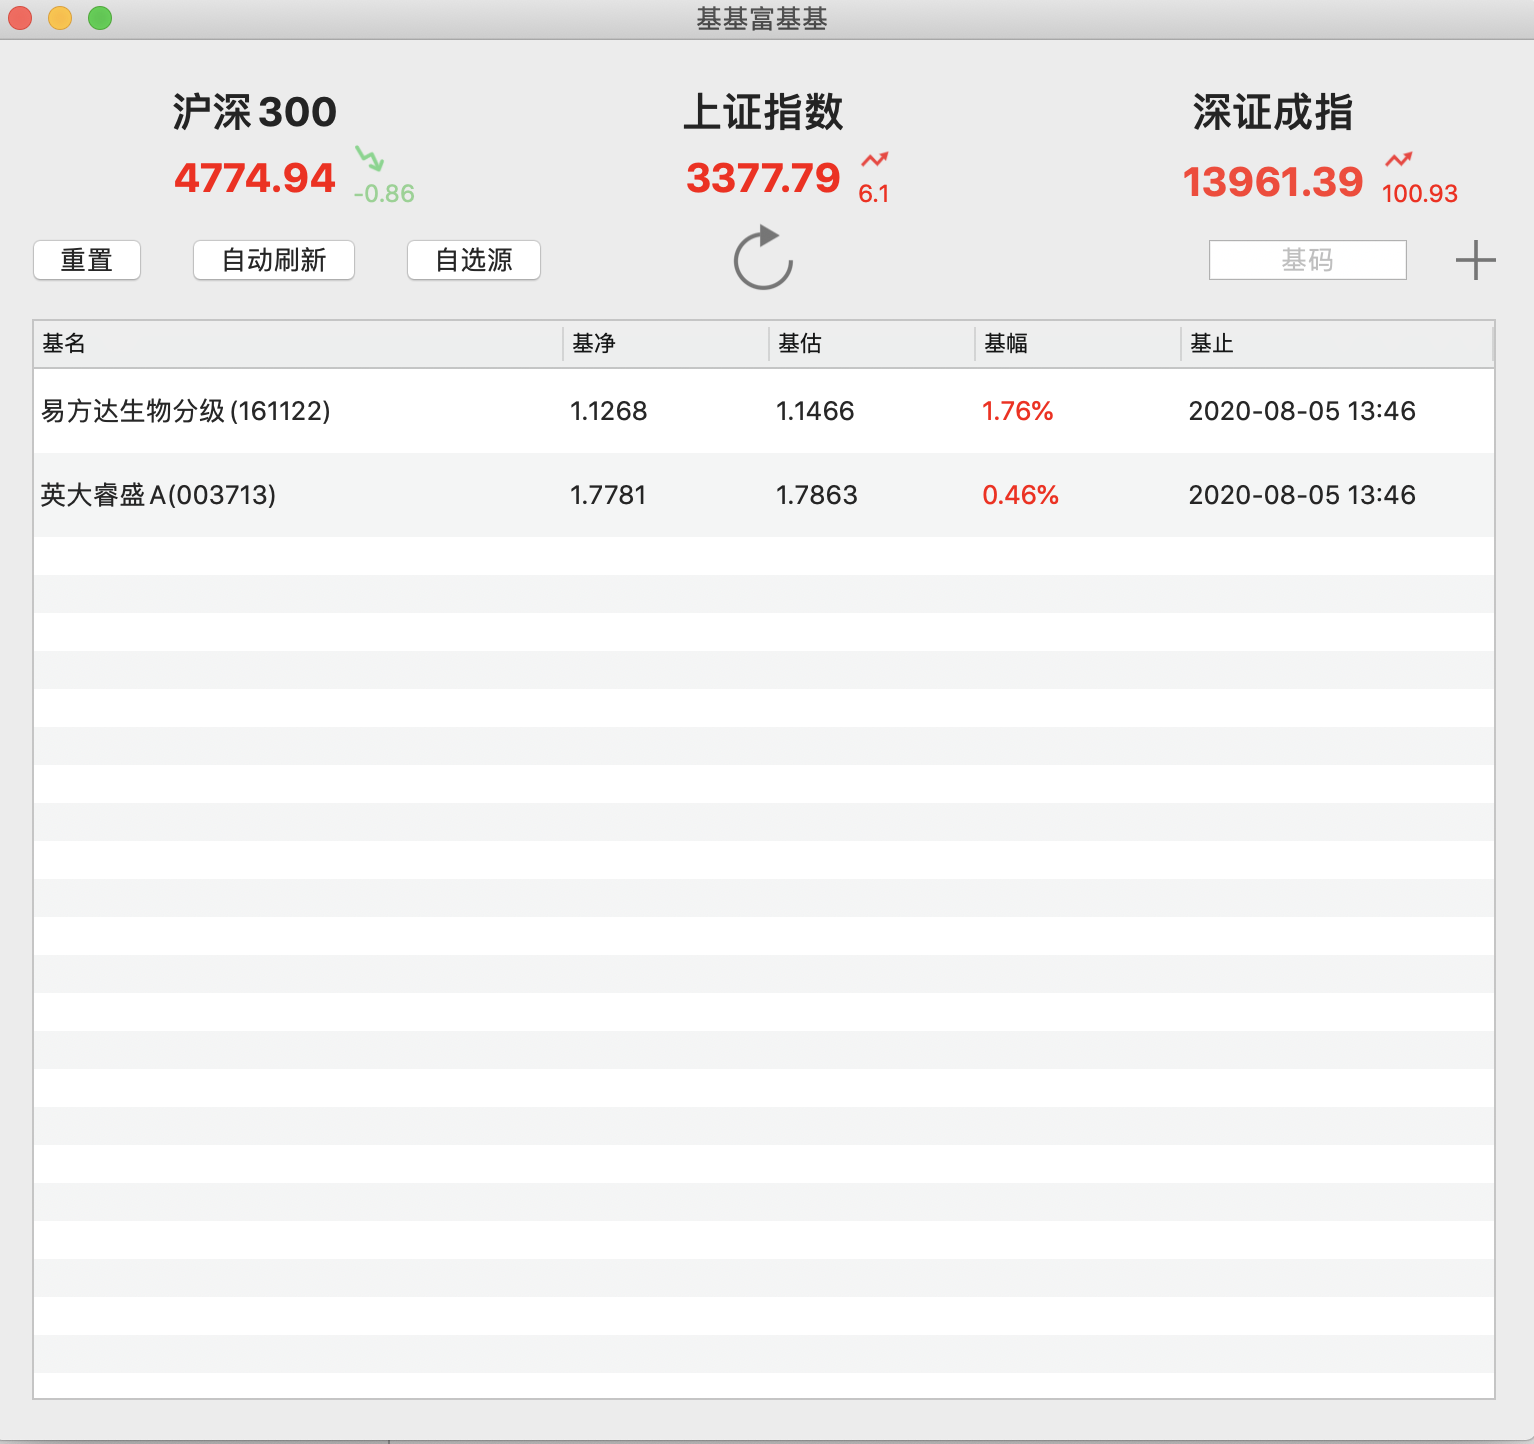 基基富基基
沪深300 上证指数 深证成指
4774.94 -0.86 3377.79 6.1 13961.39 100.93
重置 自动刷新 自选源 基码
基名 基净 基估 基幅 基止
易方达生物分级(161122) 1.1268 1.1466 1.76% 2020-08-05 13:46
英大睿盛A(003713) 1.7781 1.7863 0.46% 2020-08-05 13:46